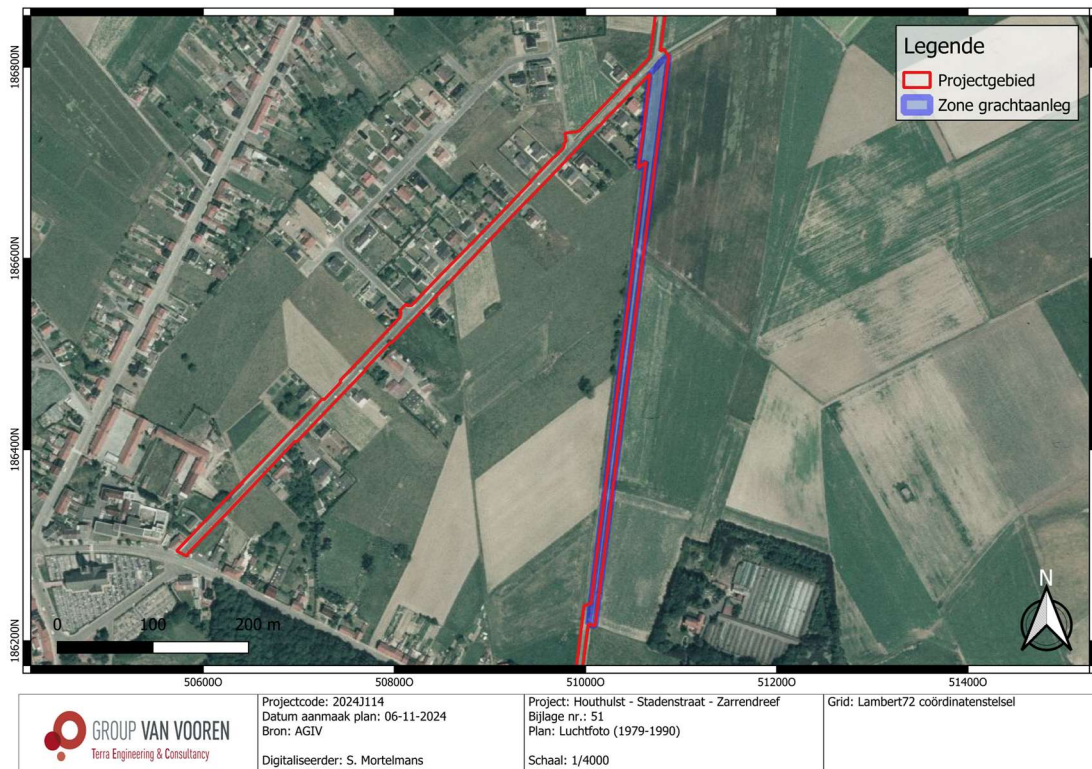 Legende
Projectgebied
Zone grachtaanleg
186800N
186600N
186400N
186200N
N
0 100 200 m
506000 508000 510000 512000 514000
GROUP VAN VOOREN
Terra Engineering & Consultancy
Projectcode: 2024J114
Datum aanmaak plan: 06-11-2024
Bron: AGIV
Digitaliseerder: S. Mortelmans
Project: Houthulst - Stadenstraat - Zarrendreef
Bijlage nr.: 51
Plan: Luchtfoto (1979-1990)
Schaal: 1/4000
Grid: Lambert72 coördinatenstelsel